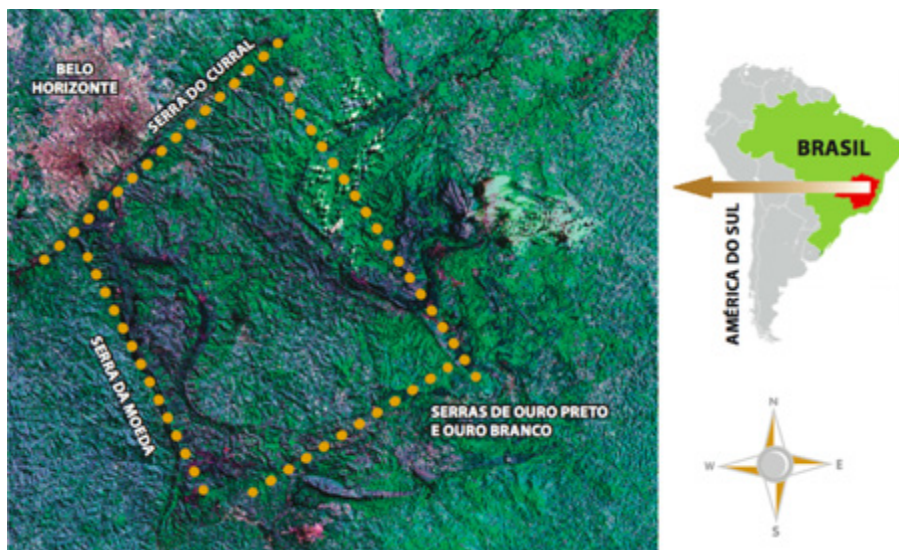 BELO
HORIZONTE
SERRA DO CURRAL
SERRA DA MOEDA
SERRAS DE OURO PRETO
E OURO BRANCO
BRASIL
AMÉRICA DO SUL
N
W
E
S